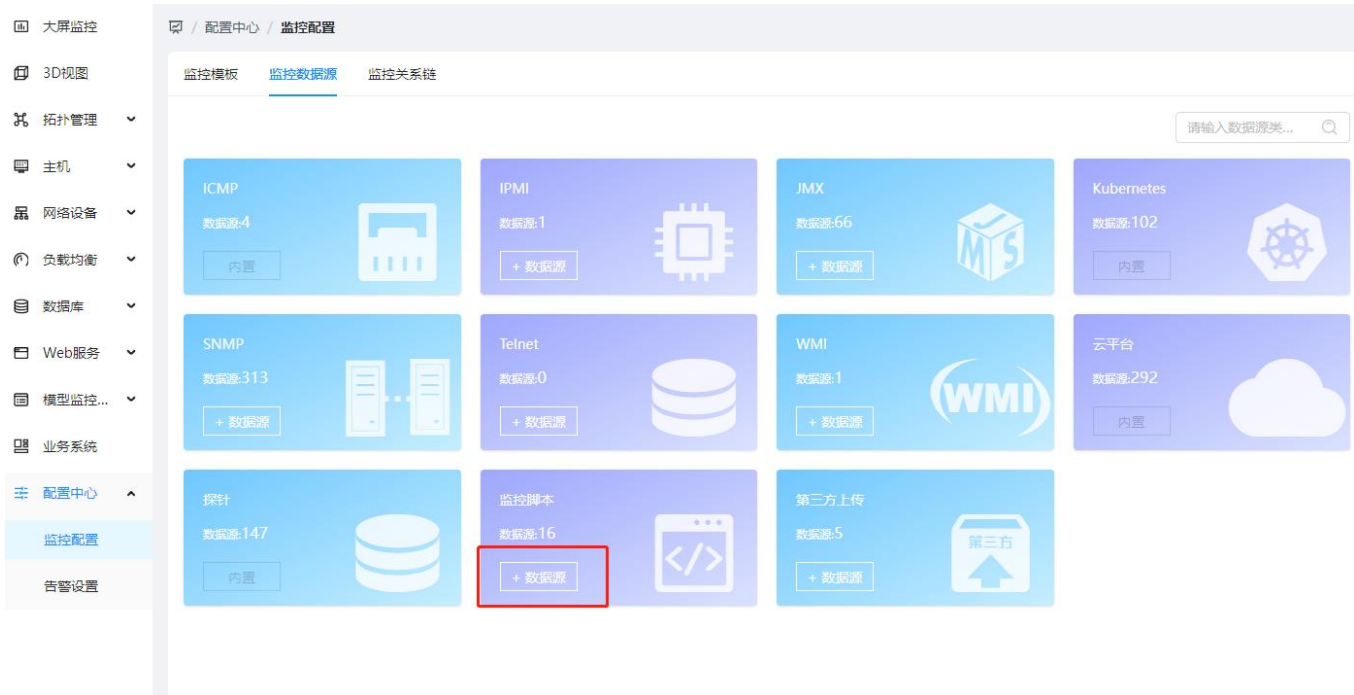 大屏监控
3D视图
拓扑管理
主机
网络设备
负载均衡
数据库
Web服务
模型监控...
业务系统
配置中心
监控配置
告警设置
/ 配置中心 / 监控配置
监控模板 监控数据源 监控关系链
请输入数据源类...
ICMP
数据源:4
内置
IPMI
数据源:1
+ 数据源
JMX
数据源:66
+ 数据源
JMS
Kubernetes
数据源:102
内置
SNMP
数据源:313
+ 数据源
Telnet
数据源:0
+ 数据源
WMI
数据源:1
+ 数据源
WMI
云平台
数据源:292
内置
探针
数据源:147
内置
监控脚本
数据源:16
+ 数据源
</>
第三方上传
数据源:5
+ 数据源
第三方